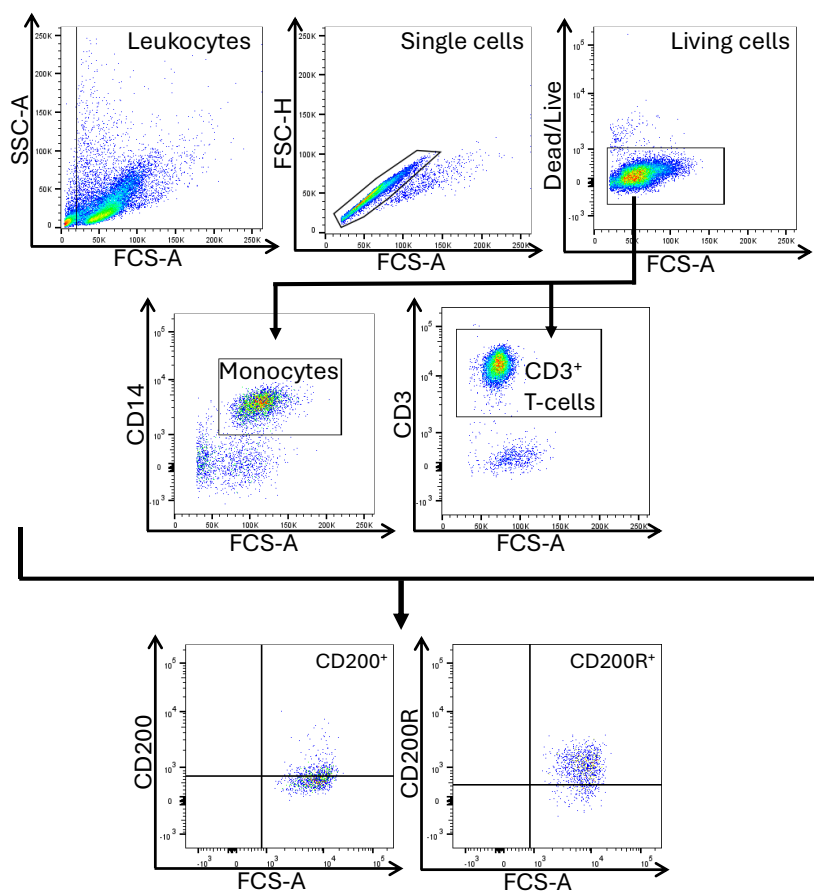 Leukocytes
SSC-A
250K
200K
150K
100K
50K
0
0 50K 100K 150K 200K 250K
FCS-A
Single cells
FSC-H
250K
200K
150K
100K
50K
0
0 50K 100K 150K 200K 250K
FCS-A
Living cells
Dead/Live
10^5
10^4
10^3
0
-10^3
0 50K 100K 150K 200K 250K
FCS-A
Monocytes
CD14
10^5
10^4
10^3
0
-10^3
0 50K 100K 150K 200K 250K
FCS-A
CD3+
T-cells
CD3
10^5
10^4
10^3
0
-10^3
0 50K 100K 150K 200K 250K
FCS-A
CD200+
CD200
10^5
10^4
10^3
0
-10^3
-10^3 0 10^3 10^4 10^5
FCS-A
CD200R+
CD200R
10^5
10^4
10^3
0
-10^3
-10^3 0 10^3 10^4 10^5
FCS-A